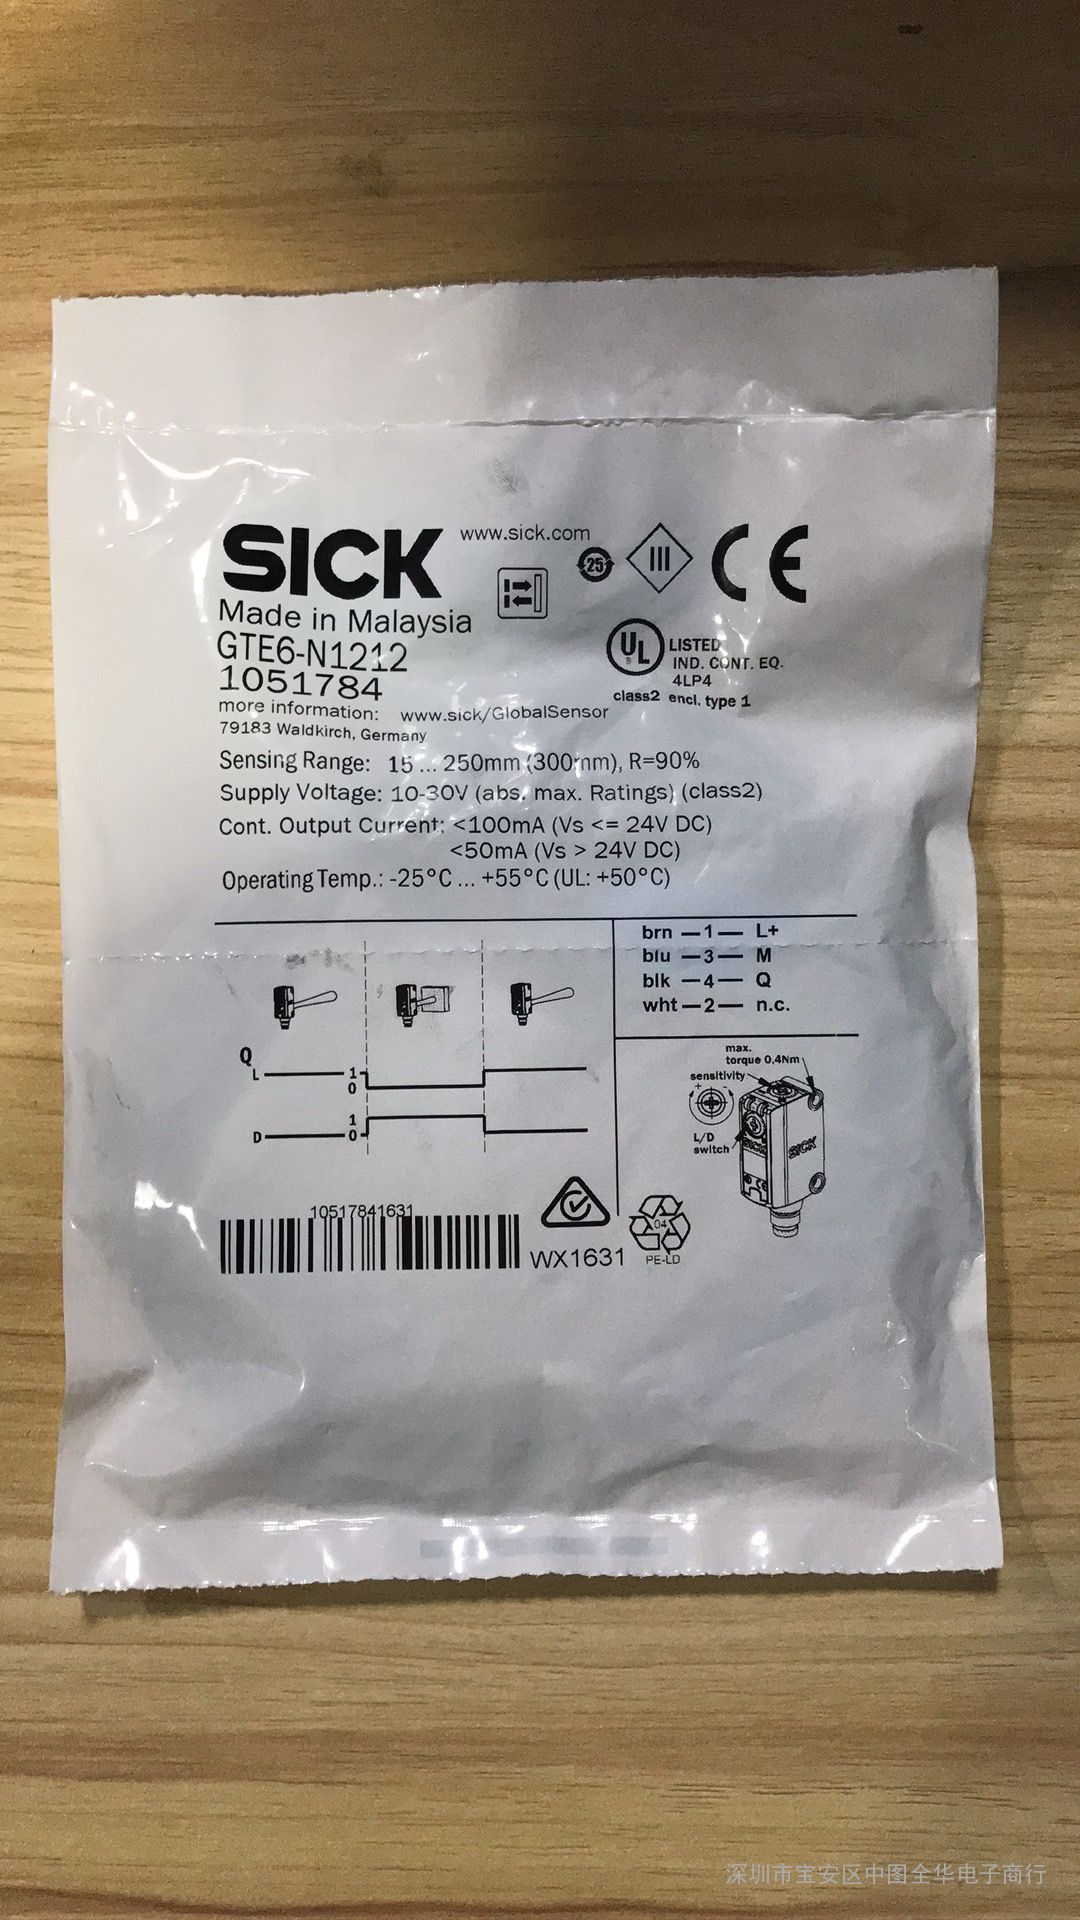 SICK www.sick.com
25
III
CE
Made in Malaysia
GTE6-N1212
1051784
UL
®
LISTED
IND. CONT. EQ.
4LP4
class2 encl. type 1
more information: www.sick/GlobalSensor
79183 Waldkirch, Germany
Sensing Range: 15 ... 250mm (300mm), R=90%
Supply Voltage: 10-30V (abs. max. Ratings) (class2)
Cont. Output Current: <100mA (Vs <= 24V DC)
<50mA (Vs > 24V DC)
Operating Temp.: -25°C ... +55°C (UL: +50°C)
brn — 1 — L+
blu — 3 — M
blk — 4 — Q
wht — 2 — n.c.
Q
L 1
0
D 1
0
max.
torque 0,4Nm
sensitivity
+ -
L/D
switch
SICK
SICK
10517841631
WX1631
04
PE-LD
深圳市宝安区中图全华电子商行